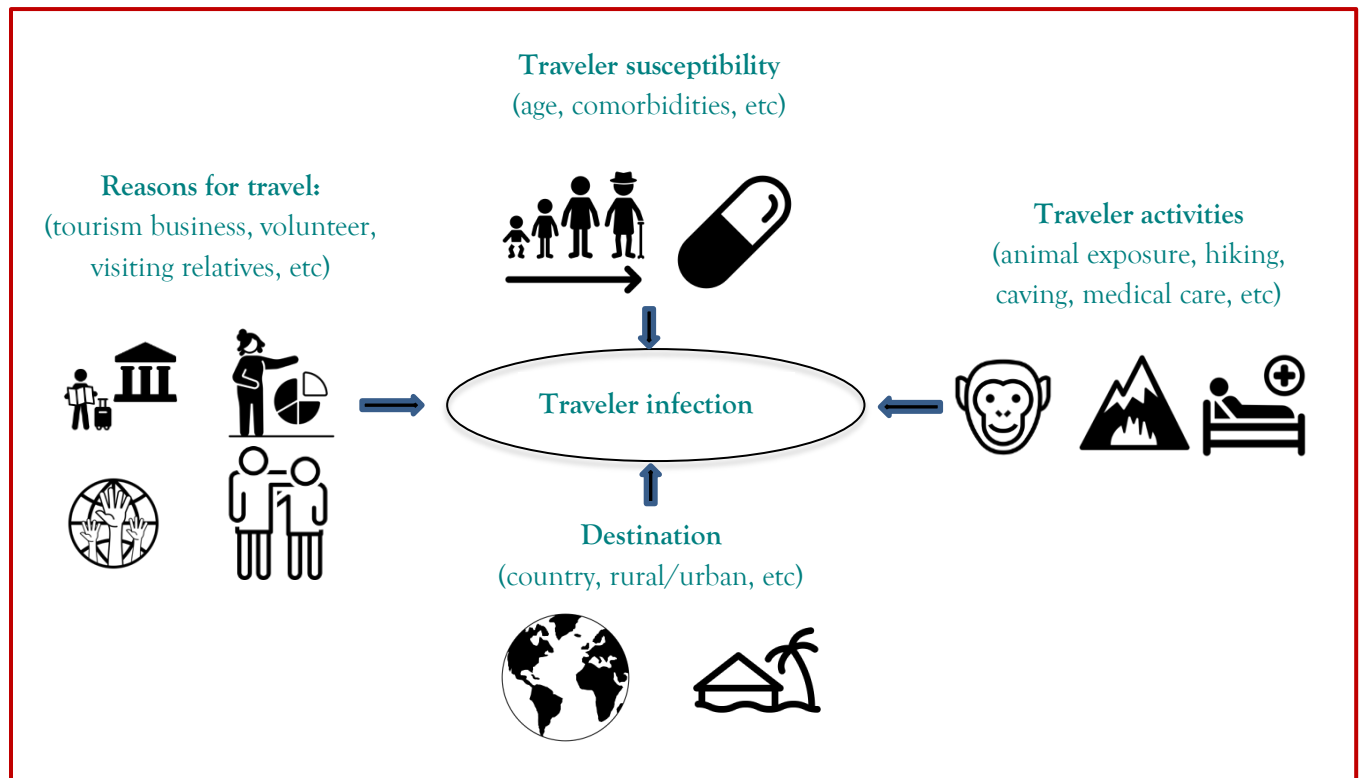 Traveler susceptibility
(age, comorbidities, etc)
Reasons for travel:
(tourism business, volunteer,
visiting relatives, etc)
Traveler activities
(animal exposure, hiking,
caving, medical care, etc)
Traveler infection
Destination
(country, rural/urban, etc)